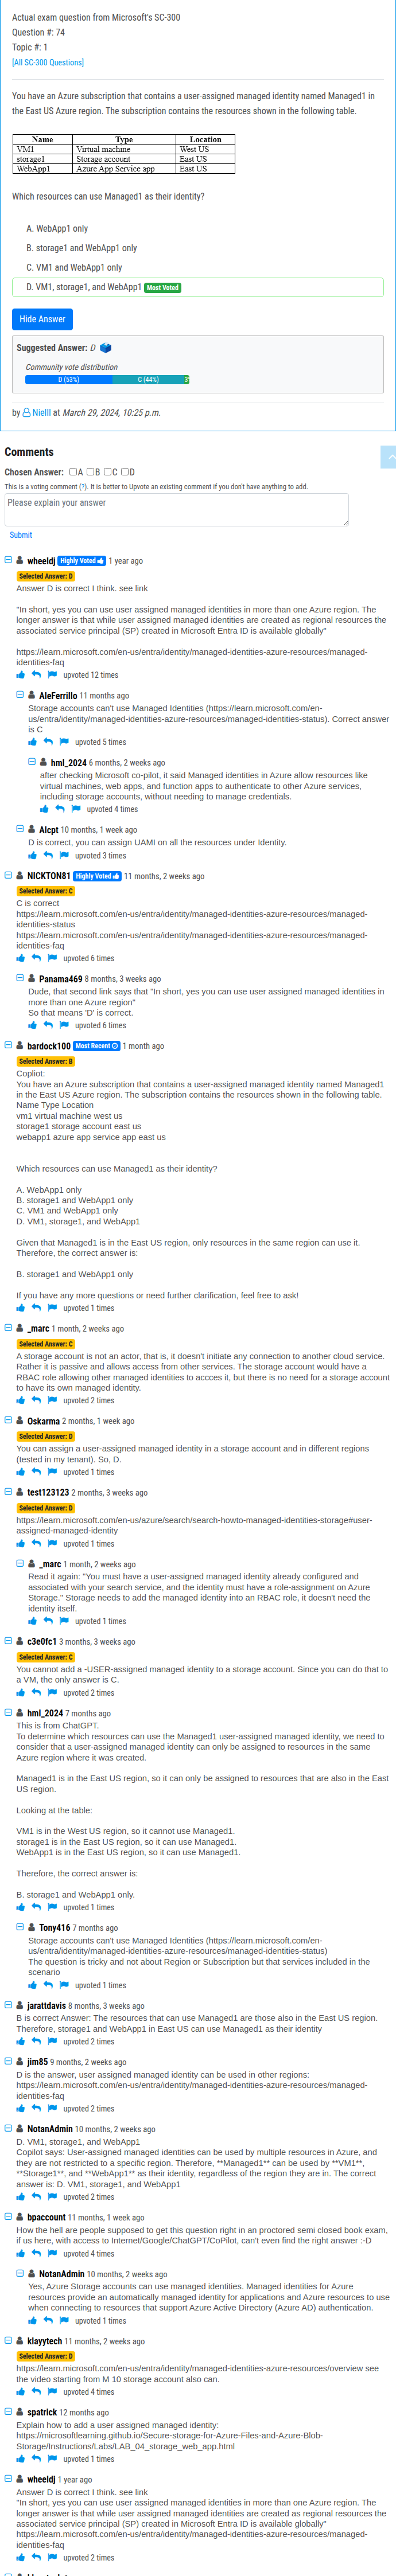 Actual exam question from Microsoft's SC-300
Question #: 74
Topic #: 1
[All SC-300 Questions]
You have an Azure subscription that contains a user-assigned managed identity named Managed1 in
the East US Azure region. The subscription contains the resources shown in the following table.
Name Type Location
VM1 Virtual machine West US
storage1 Storage account East US
WebApp1 Azure App Service app East US
Which resources can use Managed1 as their identity?
A. WebApp1 only
B. storage1 and WebApp1 only
C. VM1 and WebApp1 only
D. VM1, storage1, and WebApp1 Most Voted
Hide Answer
Suggested Answer: D
Community vote distribution
D (53%) C (44%) 3
by Nielll at March 29, 2024, 10:25 p.m.
Comments
Chosen Answer: A B C D
This is a voting comment (?). It is better to Upvote an existing comment if you don't have anything to add.
Please explain your answer
Submit
wheeldj Highly Voted 1 year ago
Selected Answer: D
Answer D is correct I think. see link
"In short, yes you can use user assigned managed identities in more than one Azure region. The
longer answer is that while user assigned managed identities are created as regional resources the
associated service principal (SP) created in Microsoft Entra ID is available globally"
https://learn.microsoft.com/en-us/entra/identity/managed-identities-azure-resources/managed-
identities-faq
upvoted 12 times
AleFerrillo 11 months ago
Storage accounts can't use Managed Identities (https://learn.microsoft.com/en-
us/entra/identity/managed-identities-azure-resources/managed-identities-status). Correct answer
is C
upvoted 5 times
hml_2024 6 months, 2 weeks ago
after checking Microsoft co-pilot, it said Managed identities in Azure allow resources like
virtual machines, web apps, and function apps to authenticate to other Azure services,
including storage accounts, without needing to manage credentials.
upvoted 4 times
Alcpt 10 months, 1 week ago
D is correct, you can assign UAMI on all the resources under Identity.
upvoted 3 times
NICKTON81 Highly Voted 11 months, 2 weeks ago
Selected Answer: C
C is correct
https://learn.microsoft.com/en-us/entra/identity/managed-identities-azure-resources/managed-
identities-status
https://learn.microsoft.com/en-us/entra/identity/managed-identities-azure-resources/managed-
identities-faq
upvoted 6 times
Panama469 8 months, 3 weeks ago
Dude, that second link says that "In short, yes you can use user assigned managed identities in
more than one Azure region"
So that means 'D' is correct.
upvoted 6 times
bardock100 Most Recent 1 month ago
Selected Answer: B
Copliot:
You have an Azure subscription that contains a user-assigned managed identity named Managed1
in the East US Azure region. The subscription contains the resources shown in the following table.
Name Type Location
vm1 virtual machine west us
storage1 storage account east us
webapp1 azure app service app east us
Which resources can use Managed1 as their identity?
A. WebApp1 only
B. storage1 and WebApp1 only
C. VM1 and WebApp1 only
D. VM1, storage1, and WebApp1
Given that Managed1 is in the East US region, only resources in the same region can use it.
Therefore, the correct answer is:
B. storage1 and WebApp1 only
If you have any more questions or need further clarification, feel free to ask!
upvoted 1 times
_marc 1 month, 2 weeks ago
Selected Answer: C
A storage account is not an actor, that is, it doesn't initiate any connection to another cloud service.
Rather it is passive and allows access from other services. The storage account would have a
RBAC role allowing other managed identities to accces it, but there is no need for a storage account
to have its own managed identity.
upvoted 2 times
Oskarma 2 months, 1 week ago
Selected Answer: D
You can assign a user-assigned managed identity in a storage account and in different regions
(tested in my tenant). So, D.
upvoted 1 times
test123123 2 months, 3 weeks ago
Selected Answer: D
https://learn.microsoft.com/en-us/azure/search/search-howto-managed-identities-storage#user-
assigned-managed-identity
upvoted 1 times
_marc 1 month, 2 weeks ago
Read it again: "You must have a user-assigned managed identity already configured and
associated with your search service, and the identity must have a role-assignment on Azure
Storage." Storage needs to add the managed identity into an RBAC role, it doesn't need the
identity itself.
upvoted 1 times
c3e0fc1 3 months, 3 weeks ago
Selected Answer: C
You cannot add a -USER-assigned managed identity to a storage account. Since you can do that to
a VM, the only answer is C.
upvoted 2 times
hml_2024 7 months ago
This is from ChatGPT.
To determine which resources can use the Managed1 user-assigned managed identity, we need to
consider that a user-assigned managed identity can only be assigned to resources in the same
Azure region where it was created.
Managed1 is in the East US region, so it can only be assigned to resources that are also in the East
US region.
Looking at the table:
VM1 is in the West US region, so it cannot use Managed1.
storage1 is in the East US region, so it can use Managed1.
WebApp1 is in the East US region, so it can use Managed1.
Therefore, the correct answer is:
B. storage1 and WebApp1 only.
upvoted 1 times
Tony416 7 months ago
Storage accounts can't use Managed Identities (https://learn.microsoft.com/en-
us/entra/identity/managed-identities-azure-resources/managed-identities-status)
The question is tricky and not about Region or Subscription but that services included in the
scenario
upvoted 1 times
jarattdavis 8 months, 3 weeks ago
B is correct Answer: The resources that can use Managed1 are those also in the East US region.
Therefore, storage1 and WebApp1 in East US can use Managed1 as their identity
upvoted 2 times
jim85 9 months, 2 weeks ago
D is the answer, user assigned managed identity can be used in other regions:
https://learn.microsoft.com/en-us/entra/identity/managed-identities-azure-resources/managed-
identities-faq
upvoted 2 times
NotanAdmin 10 months, 2 weeks ago
D. VM1, storage1, and WebApp1
Copilot says: User-assigned managed identities can be used by multiple resources in Azure, and
they are not restricted to a specific region. Therefore, **Managed1** can be used by **VM1**,
**Storage1**, and **WebApp1** as their identity, regardless of the region they are in. The correct
answer is: D. VM1, storage1, and WebApp1
upvoted 2 times
bpaccount 11 months, 1 week ago
How the hell are people supposed to get this question right in an proctored semi closed book exam,
if us here, with access to Internet/Google/ChatGPT/CoPilot, can't even find the right answer :-D
upvoted 4 times
NotanAdmin 10 months, 2 weeks ago
Yes, Azure Storage accounts can use managed identities. Managed identities for Azure
resources provide an automatically managed identity for applications and Azure resources to use
when connecting to resources that support Azure Active Directory (Azure AD) authentication.
upvoted 1 times
klayytech 11 months, 2 weeks ago
Selected Answer: D
https://learn.microsoft.com/en-us/entra/identity/managed-identities-azure-resources/overview see
the video starting from M 10 storage account also can.
upvoted 4 times
spatrick 12 months ago
Explain how to add a user assigned managed identity:
https://microsoftlearning.github.io/Secure-storage-for-Azure-Files-and-Azure-Blob-
Storage/Instructions/Labs/LAB_04_storage_web_app.html
upvoted 1 times
wheeldj 1 year ago
Answer D is correct I think. see link
"In short, yes you can use user assigned managed identities in more than one Azure region. The
longer answer is that while user assigned managed identities are created as regional resources the
associated service principal (SP) created in Microsoft Entra ID is available globally"
https://learn.microsoft.com/en-us/entra/identity/managed-identities-azure-resources/managed-
identities-faq
upvoted 2 times